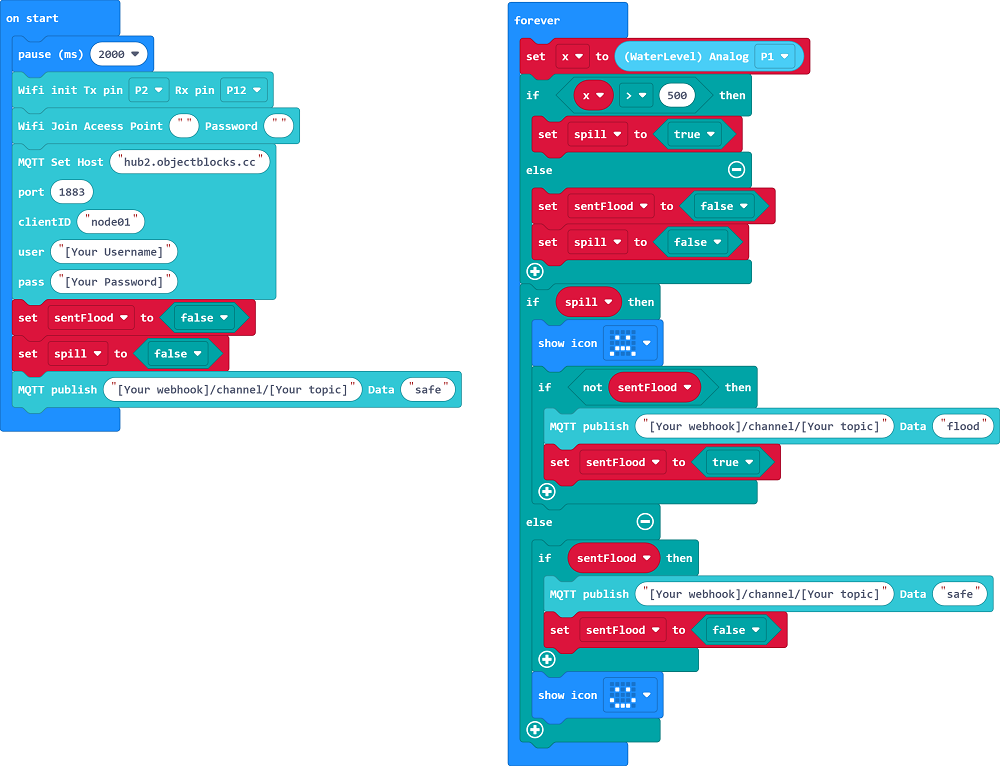 on start
pause (ms) 2000
Wifi init Tx pin P2 Rx pin P12
Wifi Join Aceess Point " " Password " "
MQTT Set Host "hub2.objectblocks.cc"
port 1883
clientID "node01"
user "[Your Username]"
pass "[Your Password]"
set sentFlood to false
set spill to false
MQTT publish "[Your webhook]/channel/[Your topic]" Data "safe"
forever
set x to (WaterLevel) Analog P1
if x > 500 then
set spill to true
else
set sentFlood to false
set spill to false
if spill then
show icon
if not sentFlood then
MQTT publish "[Your webhook]/channel/[Your topic]" Data "flood"
set sentFlood to true
else
if sentFlood then
MQTT publish "[Your webhook]/channel/[Your topic]" Data "safe"
set sentFlood to false
show icon